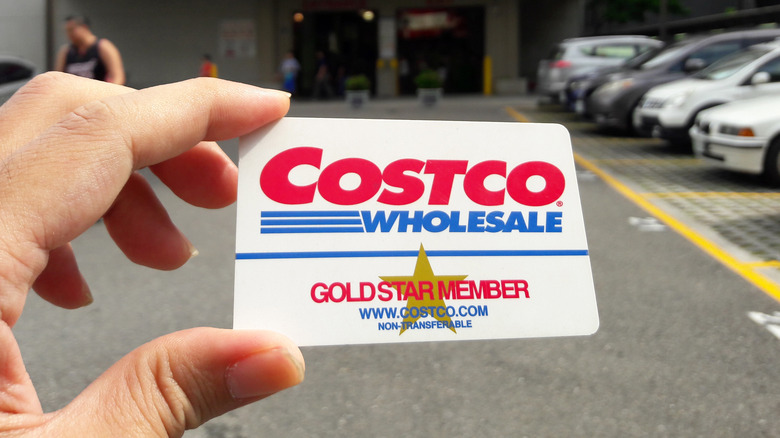 COSTCO®
WHOLESALE
GOLD STAR MEMBER
WWW.COSTCO.COM
NON-TRANSFERABLE